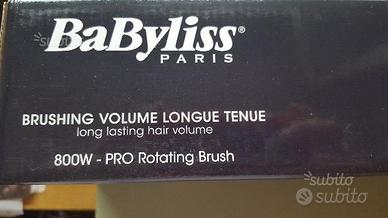 BaByliss®
PARIS
BRUSHING VOLUME LONGUE TENUE
long lasting hair volume
800W - PRO Rotating Brush
subito
subito